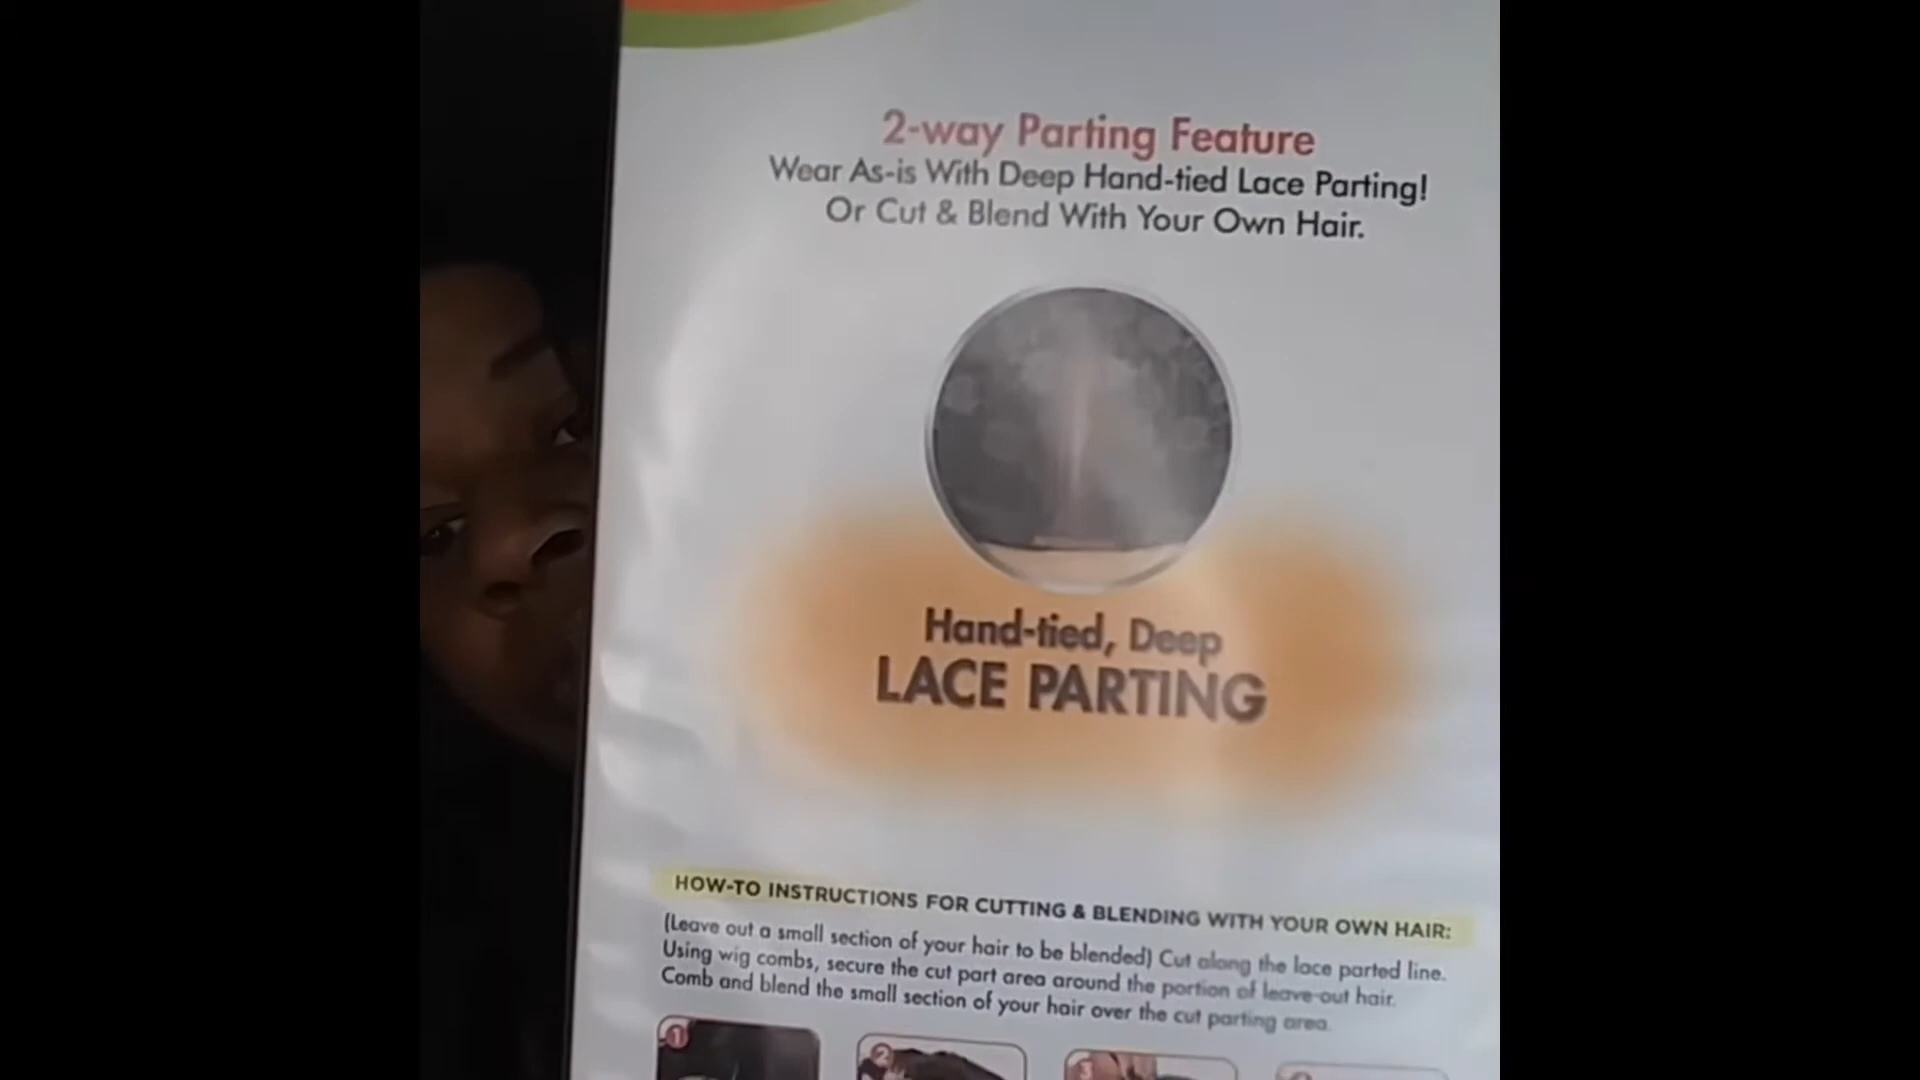 2-way Parting Feature
Wear As-is With Deep Hand-tied Lace Parting!
Or Cut & Blend With Your Own Hair.
Hand-tied, Deep
LACE PARTING
HOW-TO INSTRUCTIONS FOR CUTTING & BLENDING WITH YOUR OWN HAIR:
(Leave out a small section of your hair to be blended) Cut along the lace parted line.
Using wig combs, secure the cut part area around the portion of leave-out hair.
Comb and blend the small section of your hair over the cut parting area.
1
2
3